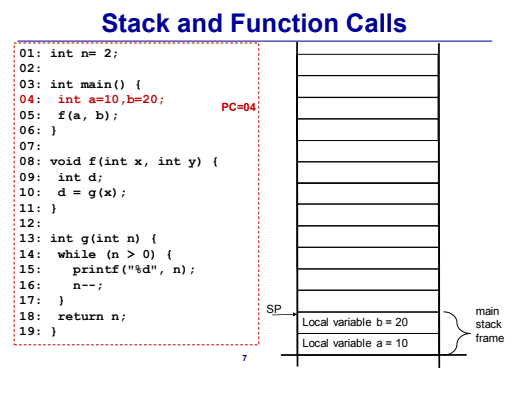 Stack and Function Calls
01: int n= 2;
02:
03: int main() {
04:  int a=10,b=20;
PC=04
05:  f(a, b);
06: }
07:
08: void f(int x, int y) {
09:  int d;
10:  d = g(x);
11: }
12:
13: int g(int n) {
14:  while (n > 0) {
15:   printf("%d", n);
16:   n--;
17:  }
18:  return n;
19: }
SP
Local variable b = 20
Local variable a = 10
main
stack
frame
7